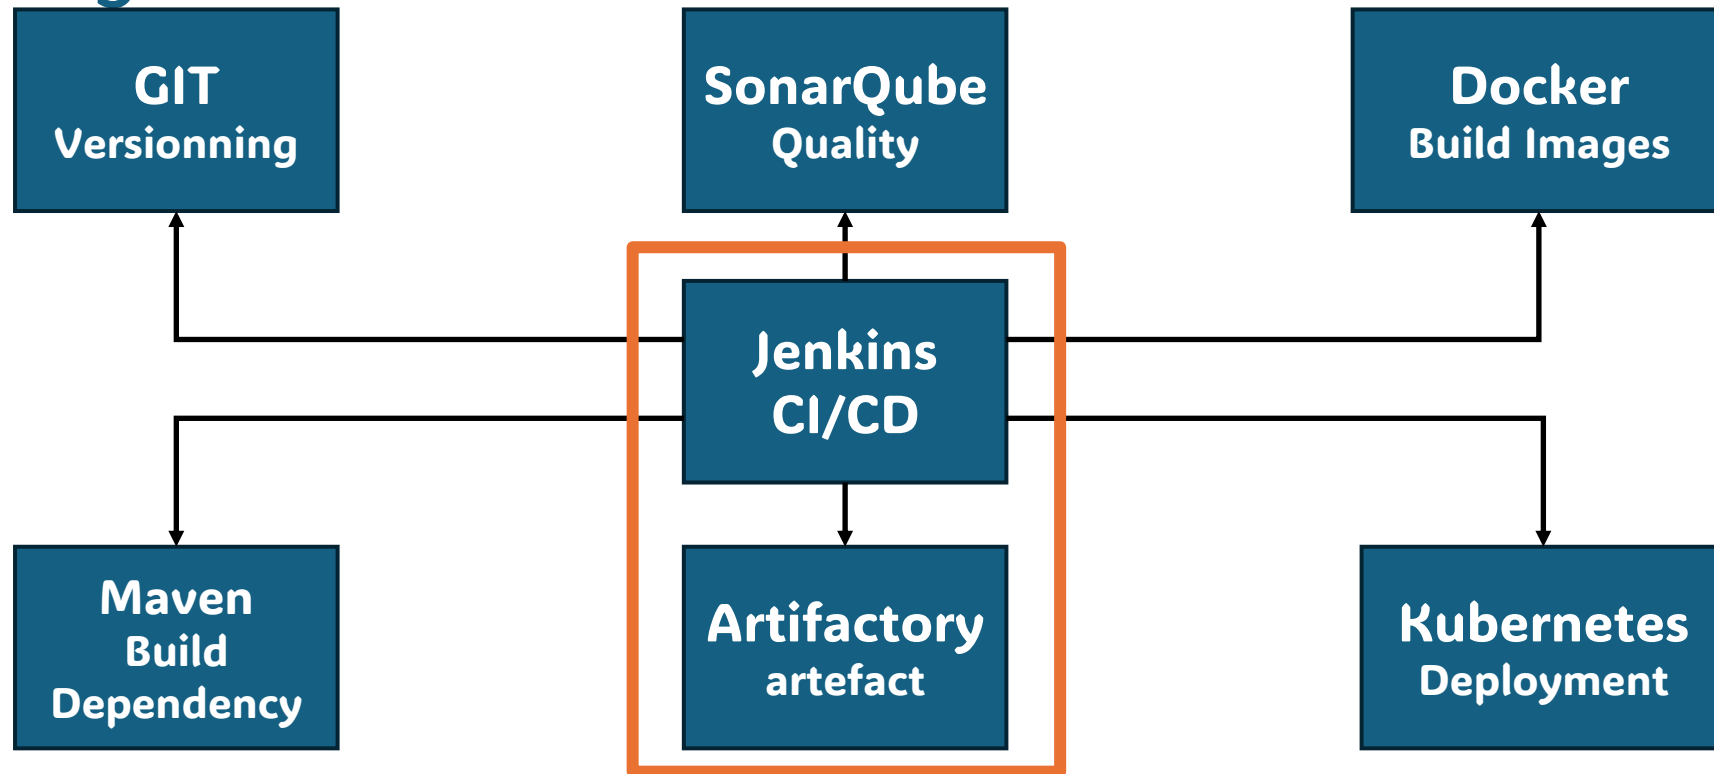 GIT
Versionning
SonarQube
Quality
Docker
Build Images
Jenkins
CI/CD
Maven
Build
Dependency
Artifactory
artefact
Kubernetes
Deployment